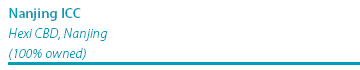 Nanjing ICC
Hexi CBD, Nanjing
(100% owned)